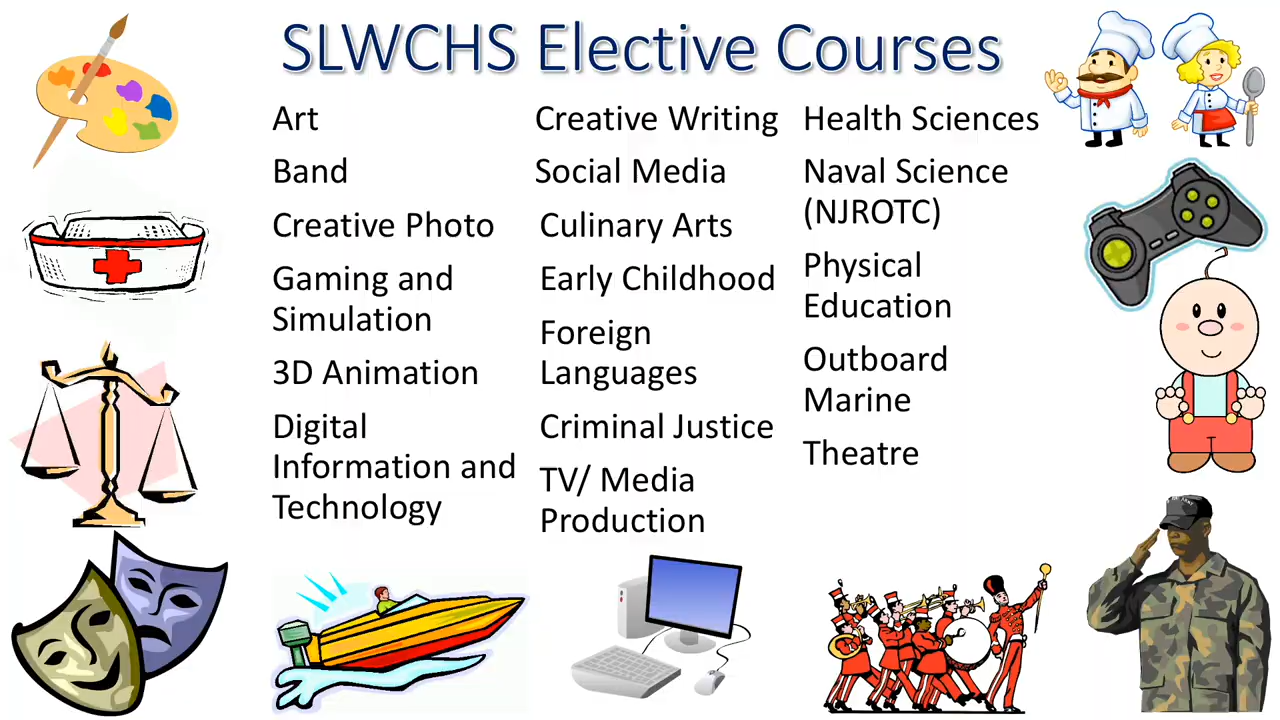 SLWCHS Elective Courses
Art
Band
Creative Photo
Gaming and
Simulation
3D Animation
Digital
Information and
Technology
Creative Writing
Social Media
Culinary Arts
Early Childhood
Foreign
Languages
Criminal Justice
TV/ Media
Production
Health Sciences
Naval Science
(NJROTC)
Physical
Education
Outboard
Marine
Theatre